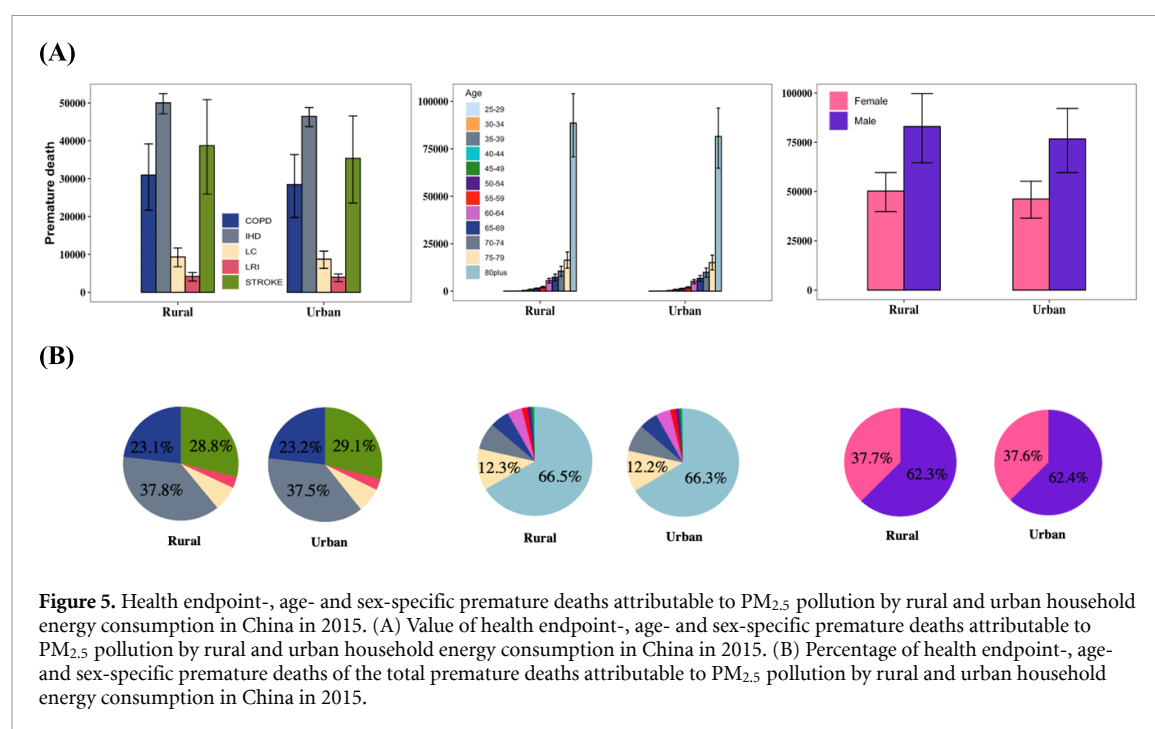 (A)
Premature death
50000
40000
30000
20000
10000
0
COPD
IHD
LC
LRI
STROKE
Rural
Urban
100000
75000
50000
25000
0
Age
25-29
30-34
35-39
40-44
45-49
50-54
55-59
60-64
65-69
70-74
75-79
80plus
Rural
Urban
100000
75000
50000
25000
0
Female
Male
Rural
Urban
(B)
23.1%
28.8%
37.8%
Rural
23.2%
29.1%
37.5%
Urban
12.3%
66.5%
Rural
12.2%
66.3%
Urban
37.7%
62.3%
Rural
37.6%
62.4%
Urban
Figure 5. Health endpoint-, age- and sex-specific premature deaths attributable to PM2.5 pollution by rural and urban household
energy consumption in China in 2015. (A) Value of health endpoint-, age- and sex-specific premature deaths attributable to
PM2.5 pollution by rural and urban household energy consumption in China in 2015. (B) Percentage of health endpoint-, age-
and sex-specific premature deaths of the total premature deaths attributable to PM2.5 pollution by rural and urban household
energy consumption in China in 2015.